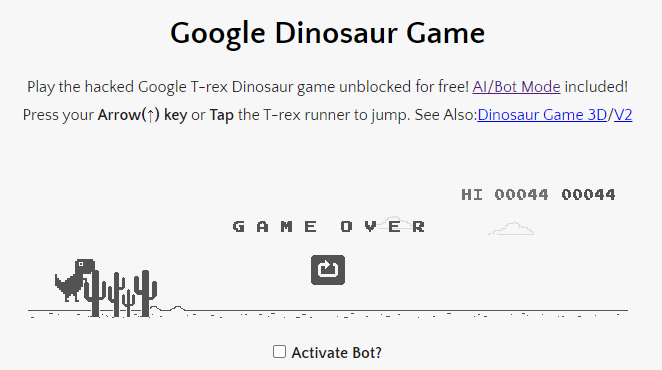 Google Dinosaur Game
Play the hacked Google T-rex Dinosaur game unblocked for free! AI/Bot Mode included!
Press your Arrow(↑) key or Tap the T-rex runner to jump. See Also:Dinosaur Game 3D/V2
HI 00044 00044
GAME OVER
Activate Bot?